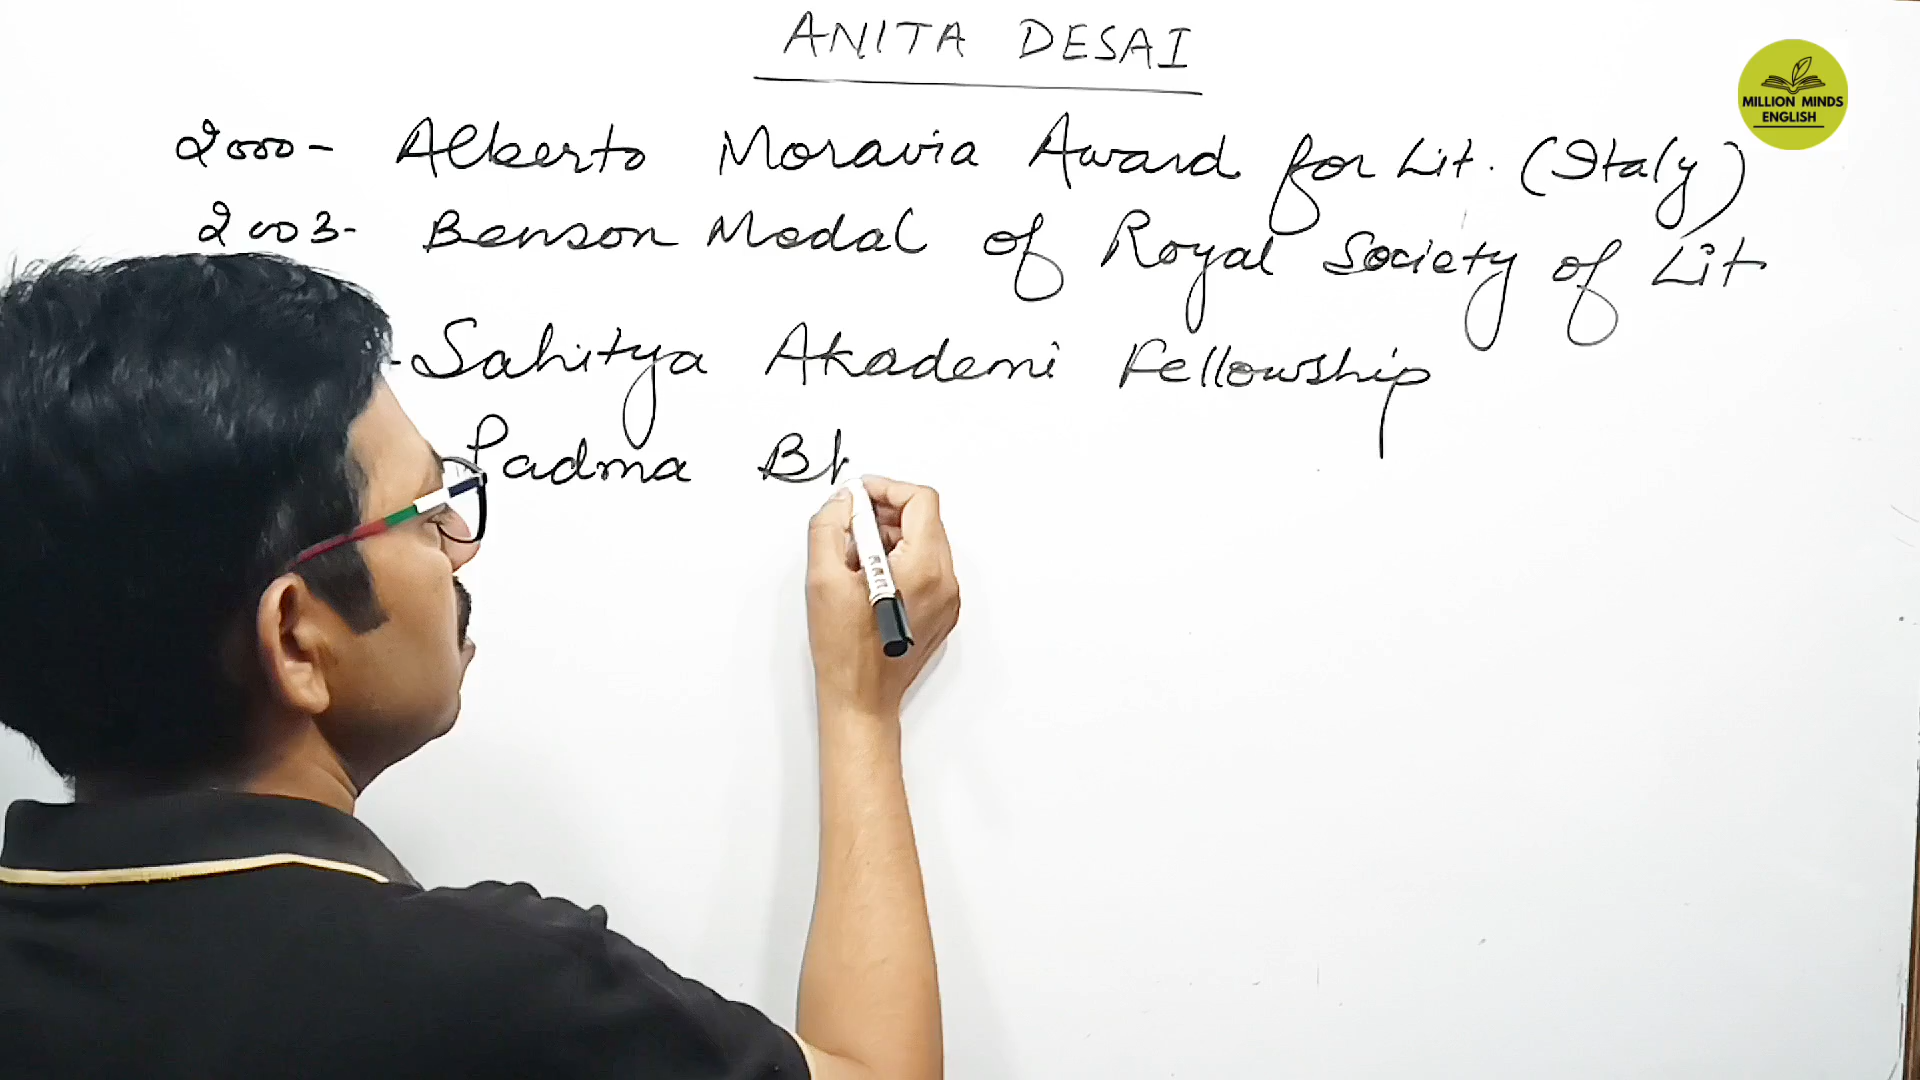 ANITA DESAI
MILLION MINDS
ENGLISH
2000- Alberto Moravia Award for Lit. (Italy)
2003- Benson Medal of Royal Society of Lit
- Sahitya Akademi Fellowship
Padma Bh